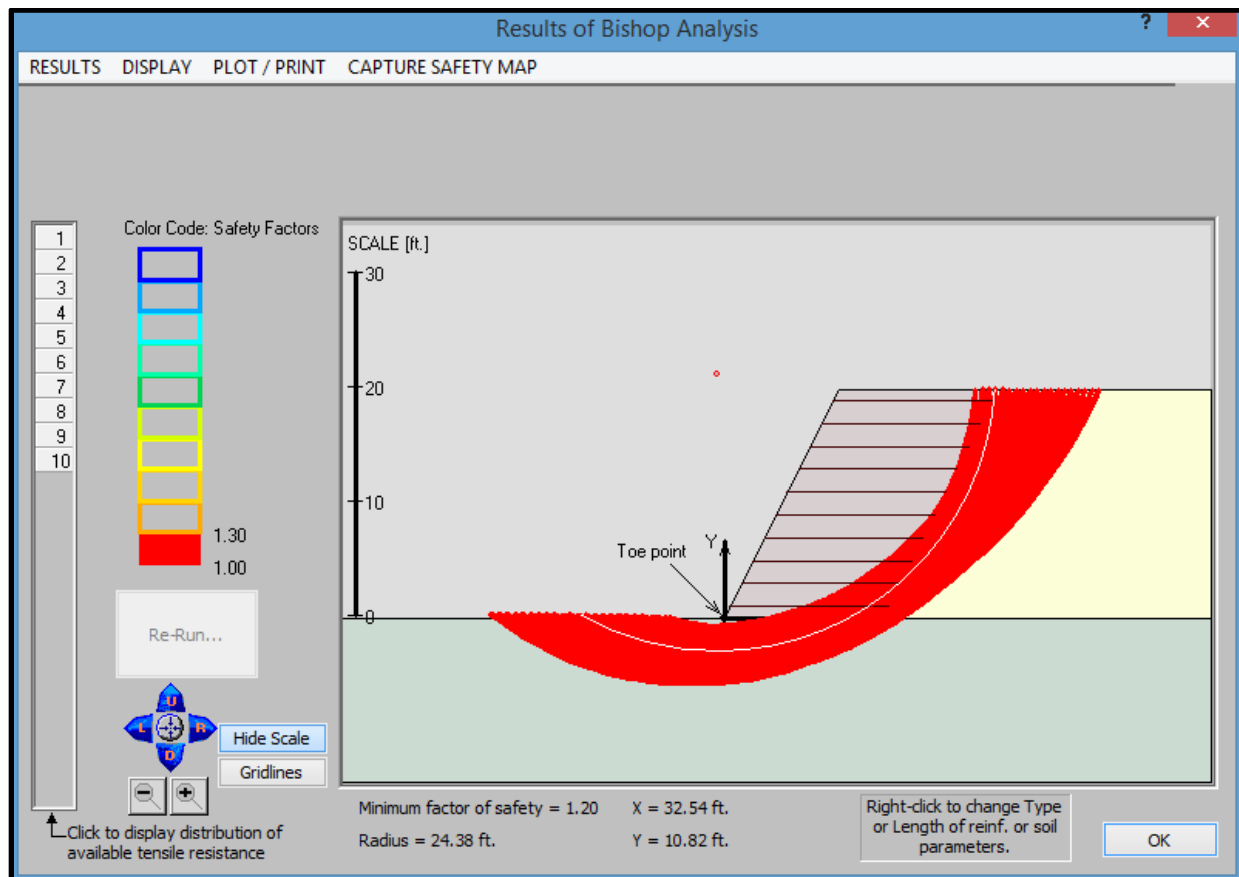 Results of Bishop Analysis
?
RESULTS DISPLAY PLOT / PRINT CAPTURE SAFETY MAP
1
2
3
4
5
6
7
8
9
10
Color Code: Safety Factors
1.30
1.00
Re-Run...
U
L
R
D
Hide Scale
Gridlines
Click to display distribution of
available tensile resistance
SCALE [ft.]
30
20
10
0
Toe point
Y
Minimum factor of safety = 1.20
X = 32.54 ft.
Radius = 24.38 ft.
Y = 10.82 ft.
Right-click to change Type
or Length of reinf. or soil
parameters.
OK